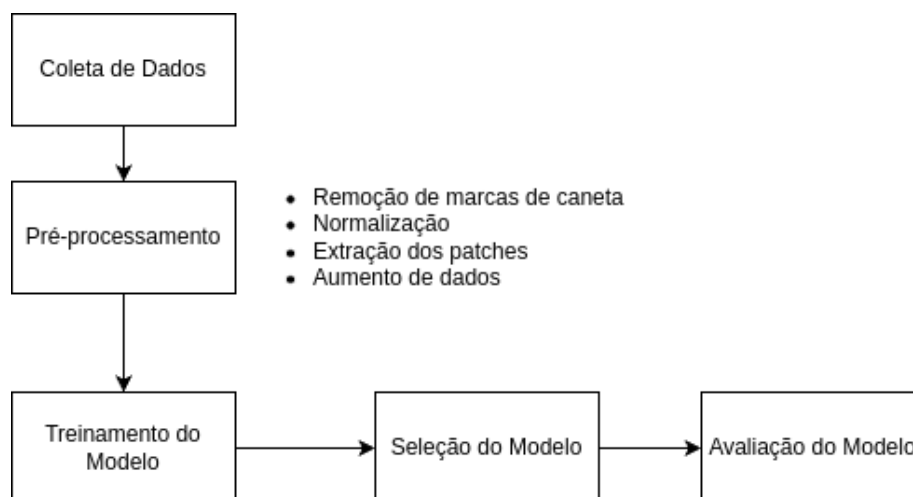 Coleta de Dados
Pré-processamento
• Remoção de marcas de caneta
• Normalização
• Extração dos patches
• Aumento de dados
Treinamento do
Modelo
Seleção do Modelo
Avaliação do Modelo